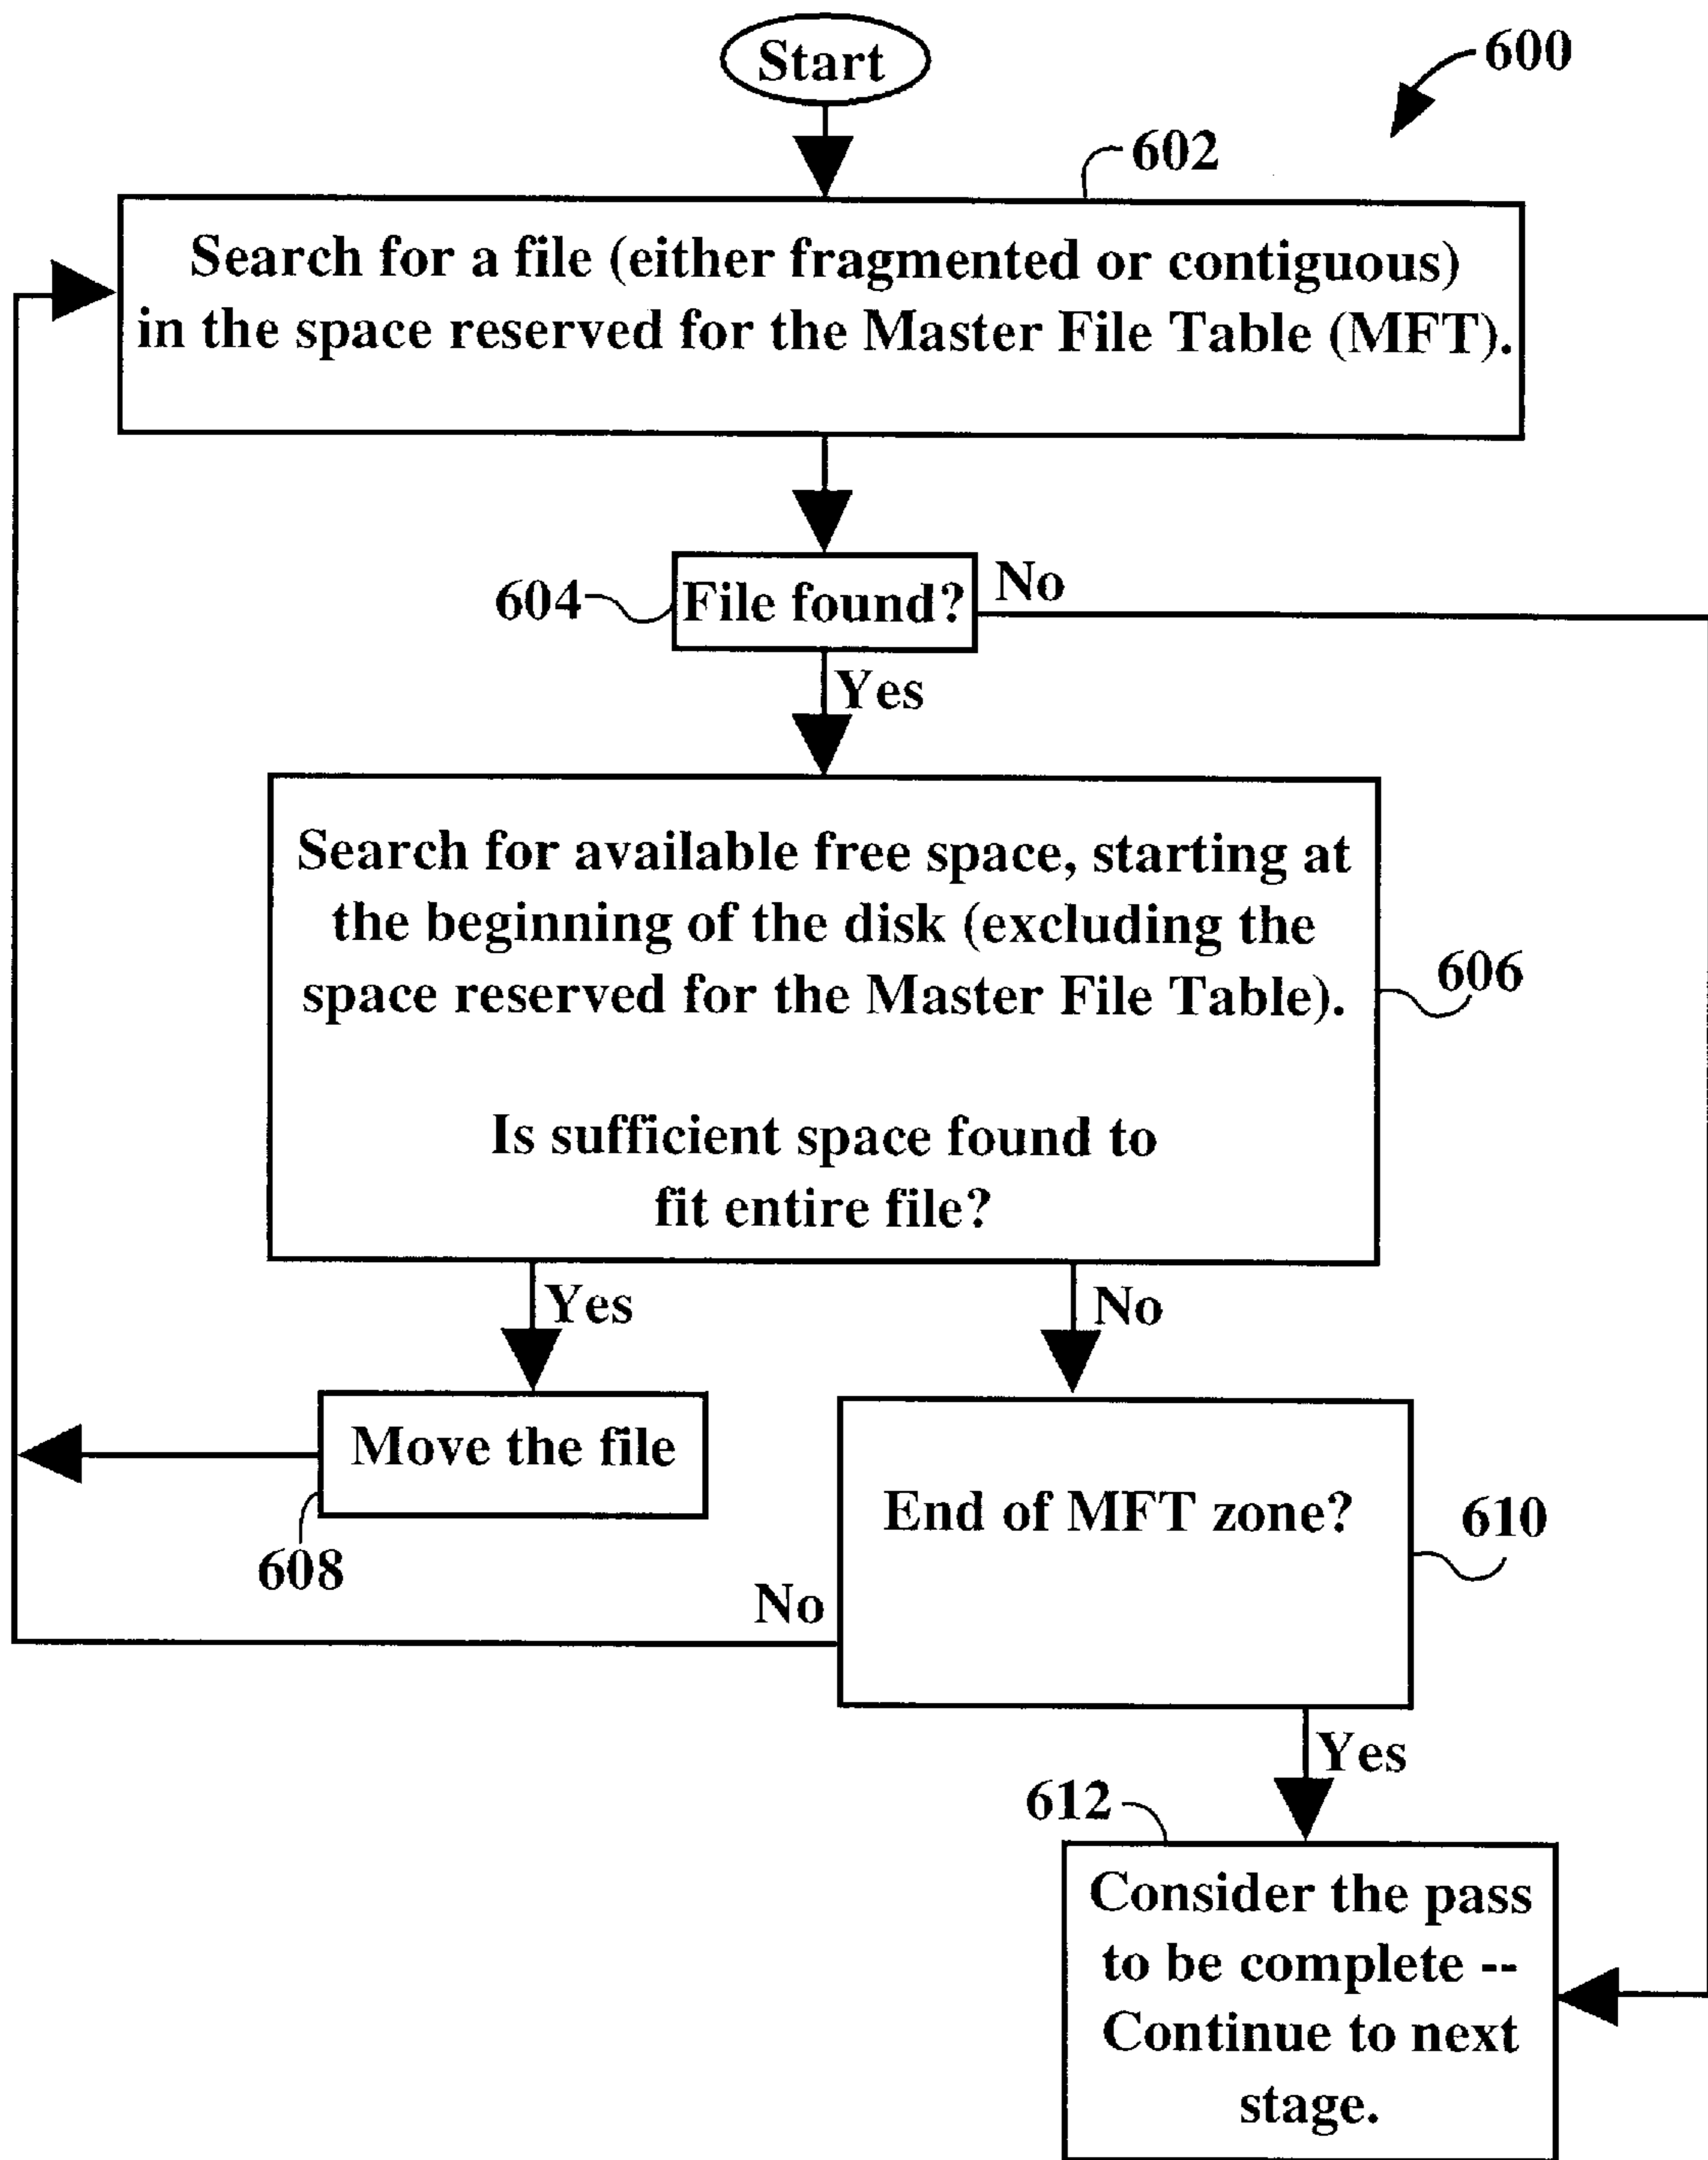 Start
600
602
Search for a file (either fragmented or contiguous)
in the space reserved for the Master File Table (MFT).
604
File found?
No
Yes
Search for available free space, starting at
the beginning of the disk (excluding the
space reserved for the Master File Table).
606
Is sufficient space found to
fit entire file?
Yes
No
Move the file
608
End of MFT zone?
610
No
Yes
612
Consider the pass
to be complete --
Continue to next
stage.